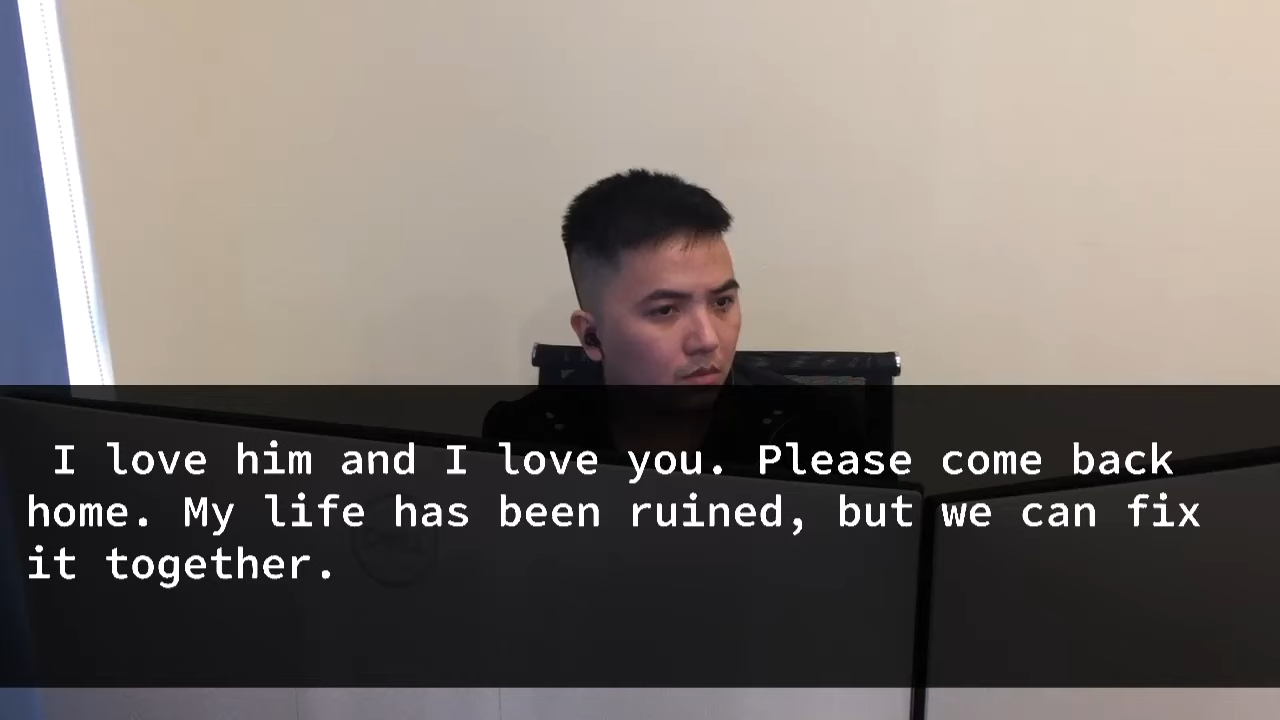 I love him and I love you. Please come back
home. My life has been ruined, but we can fix
it together.